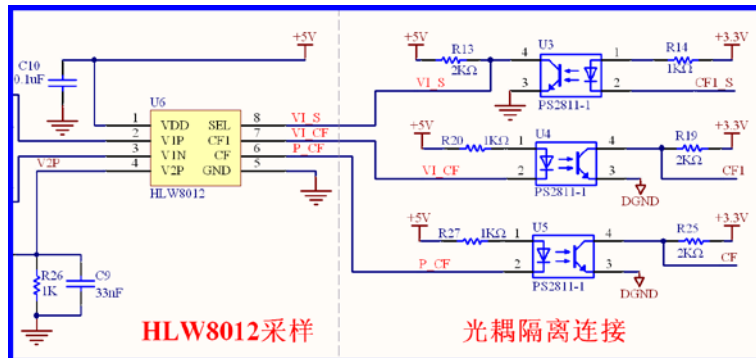 +5V
C10
0.1uF
U6
1 VDD SEL 8 VI_S
2 V1P CF1 7 VI_CF
3 V1N CF 6 P_CF
V2P 4 V2P GND 5
HLW8012
R26
1K
C9
33nF
HLW8012采样
+5V
R13
2KΩ
VI_S
U3
4 1
3 2
PS2811-1
R14
1KΩ
+3.3V
CF1_S
+5V
R20 1KΩ
VI_CF
U4
1 4
2 3
PS2811-1
R19
2KΩ
+3.3V
CF1
DGND
+5V
R27 1KΩ
P_CF
U5
1 4
2 3
PS2811-1
R25
2KΩ
+3.3V
CF
DGND
光耦隔离连接